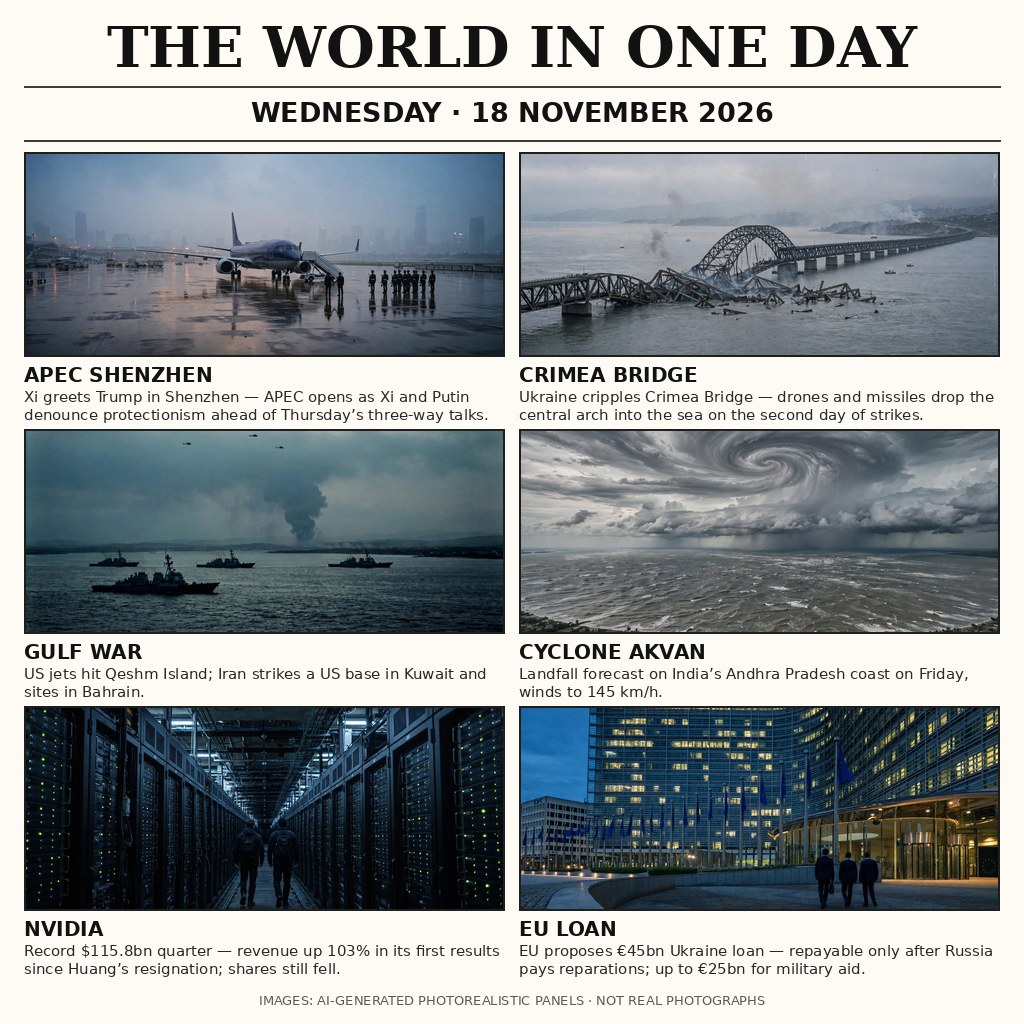 THE WORLD IN ONE DAY
WEDNESDAY · 18 NOVEMBER 2026
APEC SHENZHEN
Xi greets Trump in Shenzhen — APEC opens as Xi and Putin
denounce protectionism ahead of Thursday’s three-way talks.
CRIMEA BRIDGE
Ukraine cripples Crimea Bridge — drones and missiles drop the
central arch into the sea on the second day of strikes.
GULF WAR
US jets hit Qeshm Island; Iran strikes a US base in Kuwait and
sites in Bahrain.
CYCLONE AKVAN
Landfall forecast on India’s Andhra Pradesh coast on Friday,
winds to 145 km/h.
NVIDIA
Record $115.8bn quarter — revenue up 103% in its first results
since Huang’s resignation; shares still fell.
EU LOAN
EU proposes €45bn Ukraine loan — repayable only after Russia
pays reparations; up to €25bn for military aid.
IMAGES: AI-GENERATED PHOTOREALISTIC PANELS · NOT REAL PHOTOGRAPHS